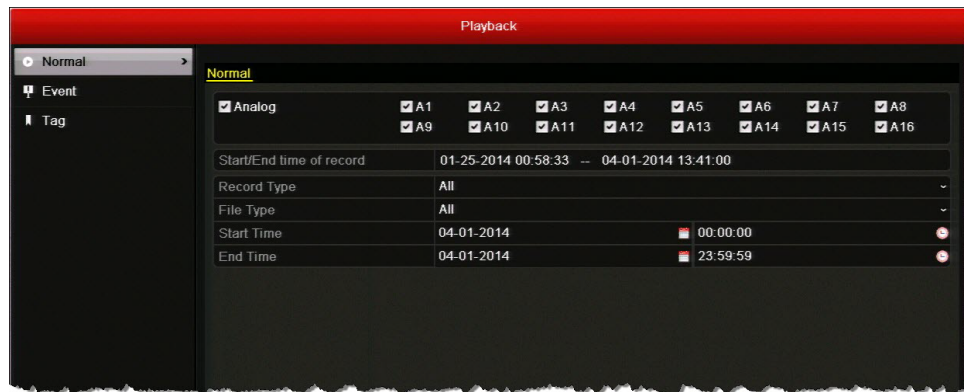 Playback
Normal
Event
Tag
Normal
Analog A1 A2 A3 A4 A5 A6 A7 A8
A9 A10 A11 A12 A13 A14 A15 A16
Start/End time of record 01-25-2014 00:58:33 -- 04-01-2014 13:41:00
Record Type All
File Type All
Start Time 04-01-2014 00:00:00
End Time 04-01-2014 23:59:59